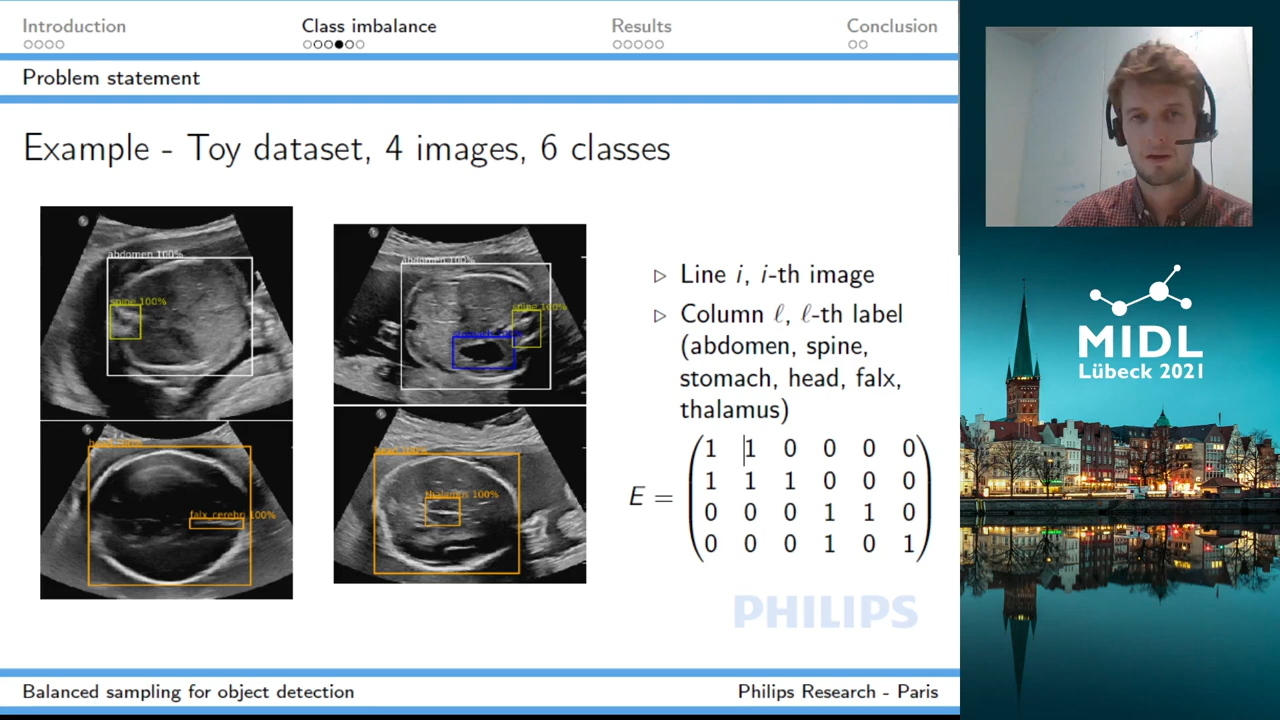 Introduction
Class imbalance
Results
Conclusion
Problem statement
Example - Toy dataset, 4 images, 6 classes
abdomen 100%
spine 100%
abdomen 100%
spine 100%
falx_cerebri 100%
thalamus 100%
▷ Line i, i-th image
▷ Column ℓ, ℓ-th label
(abdomen, spine,
stomach, head, falx,
thalamus)
1 1 0 0 0 0
1 1 1 0 0 0
E =
0 0 0 1 1 0
0 0 0 1 0 1
PHILIPS
Balanced sampling for object detection
Philips Research - Paris
MIDL
Lübeck 2021